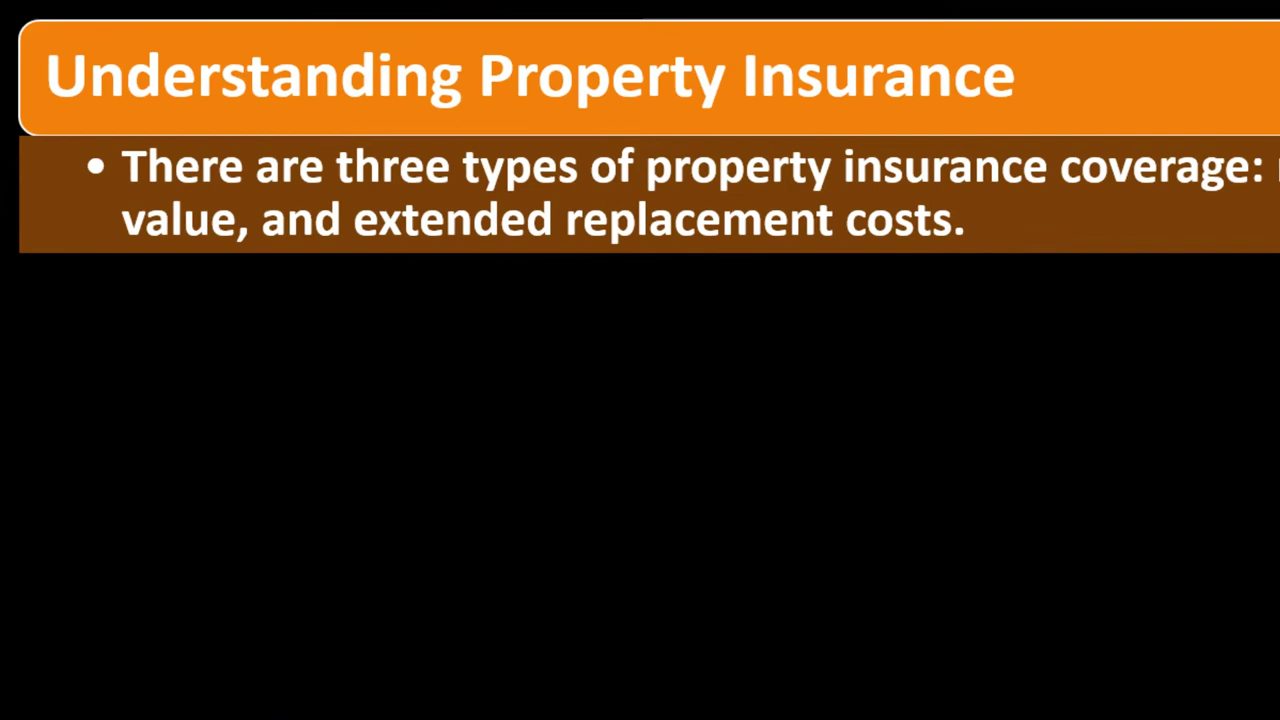 Understanding Property Insurance
• There are three types of property insurance coverage:
value, and extended replacement costs.